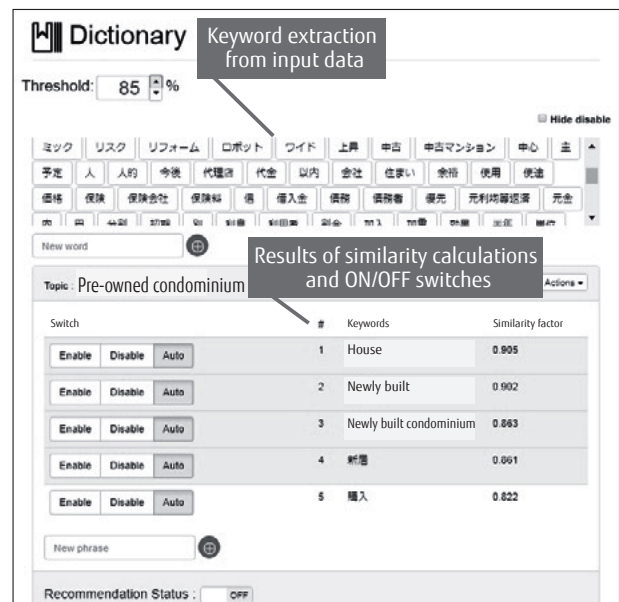 Dictionary
Keyword extraction
from input data
Threshold: 85 %
Hide disable
ミック リスク リフォーム ロボット ワイド 上昇 中古 中古マンション 中心 主
予定 人 人的 今後 代理店 代金 以内 会社 住まい 余裕 使用 使途
価格 保険 保険会社 保険料 借 借入金 債務 債務者 優先 元利均等返済 元金
New word
Results of similarity calculations
and ON/OFF switches
Topic : Pre-owned condominium Actions
Switch # Keywords Similarity factor
Enable Disable Auto 1 House 0.905
Enable Disable Auto 2 Newly built 0.902
Enable Disable Auto 3 Newly built condominium 0.863
Enable Disable Auto 4 新居 0.861
Enable Disable Auto 5 購入 0.822
New phrase
Recommendation Status : OFF